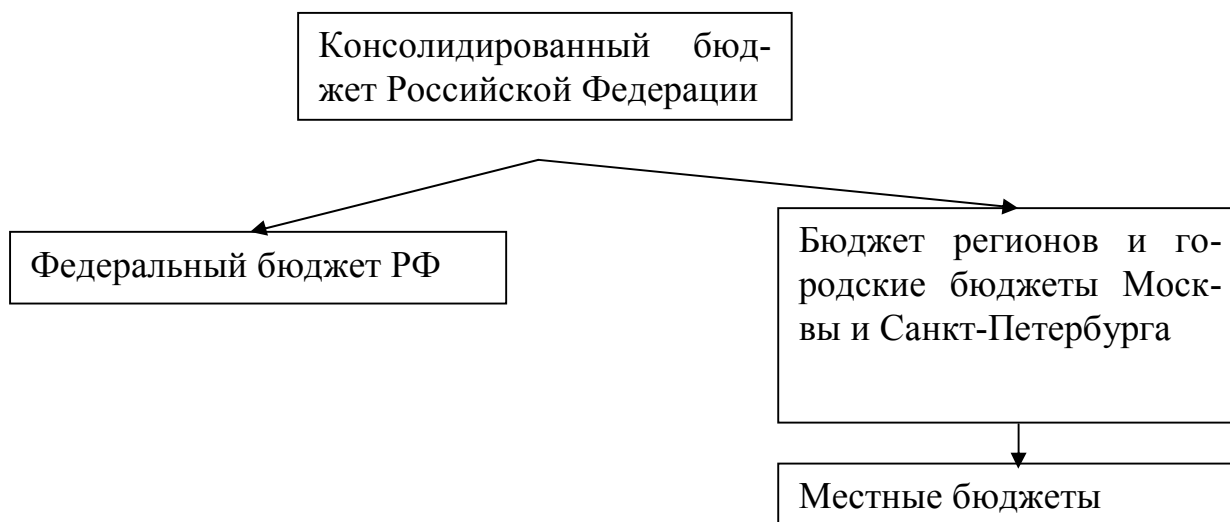 Консолидированный бюд-
жет Российской Федерации
Федеральный бюджет РФ
Бюджет регионов и го-
родские бюджеты Моск-
вы и Санкт-Петербурга
Местные бюджеты